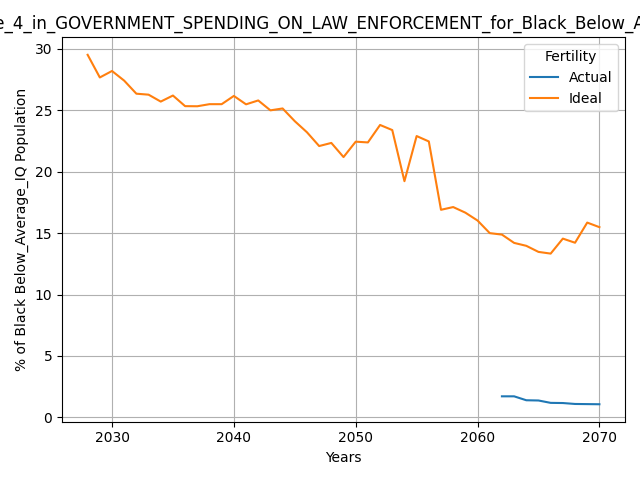 e_4_in_GOVERNMENT_SPENDING_ON_LAW_ENFORCEMENT_for_Black_Below_A
% of Black Below_Average_IQ Population
30
25
20
15
10
5
0
Fertility
Actual
Ideal
2030
2040
2050
2060
2070
Years